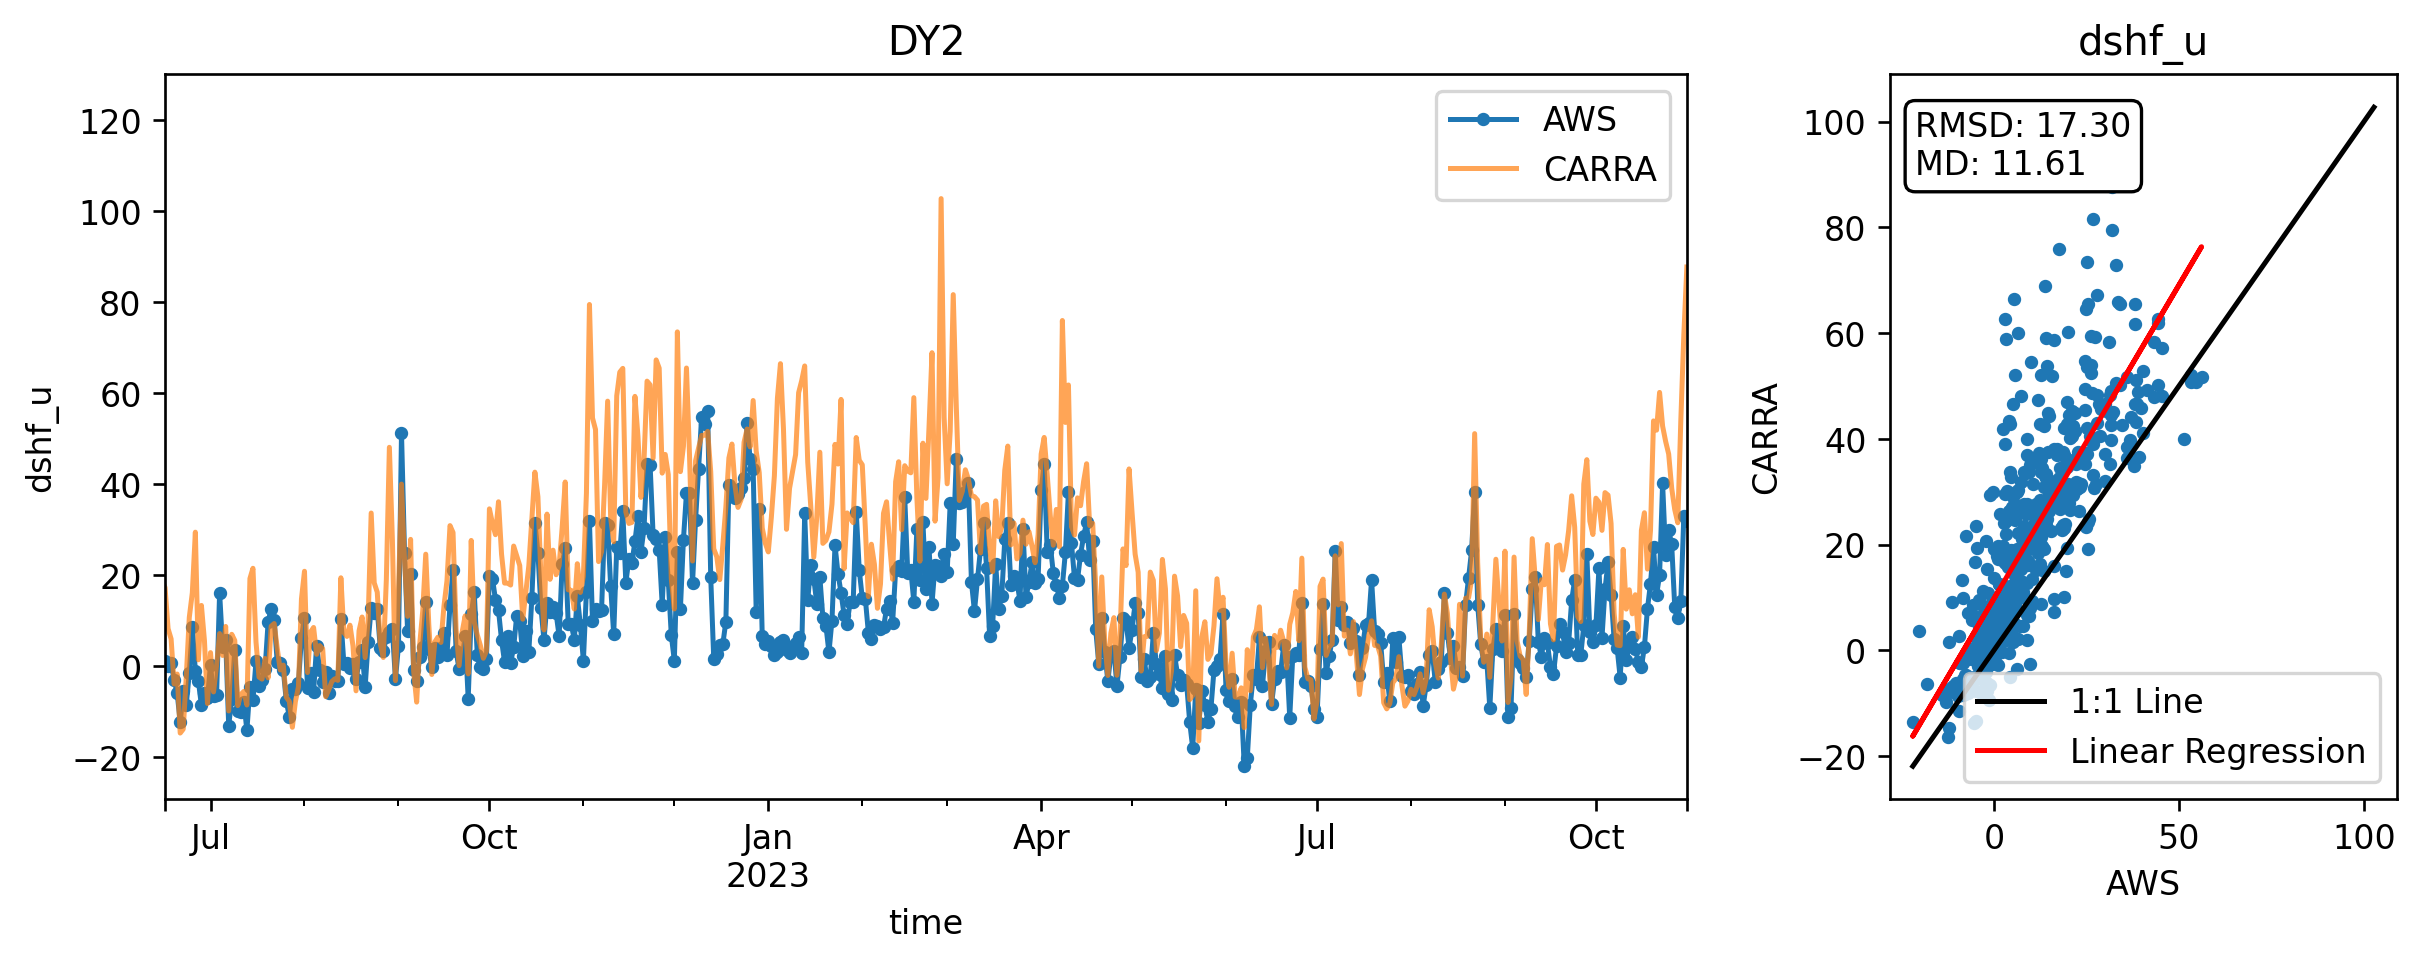 DY2
dshf_u
120
100
80
60
40
20
0
−20
AWS
CARRA
Jul
Oct
Jan
2023
Apr
Jul
Oct
time
dshf_u
CARRA
100
80
60
40
20
0
−20
RMSD: 17.30
MD: 11.61
1:1 Line
Linear Regression
0
50
100
AWS